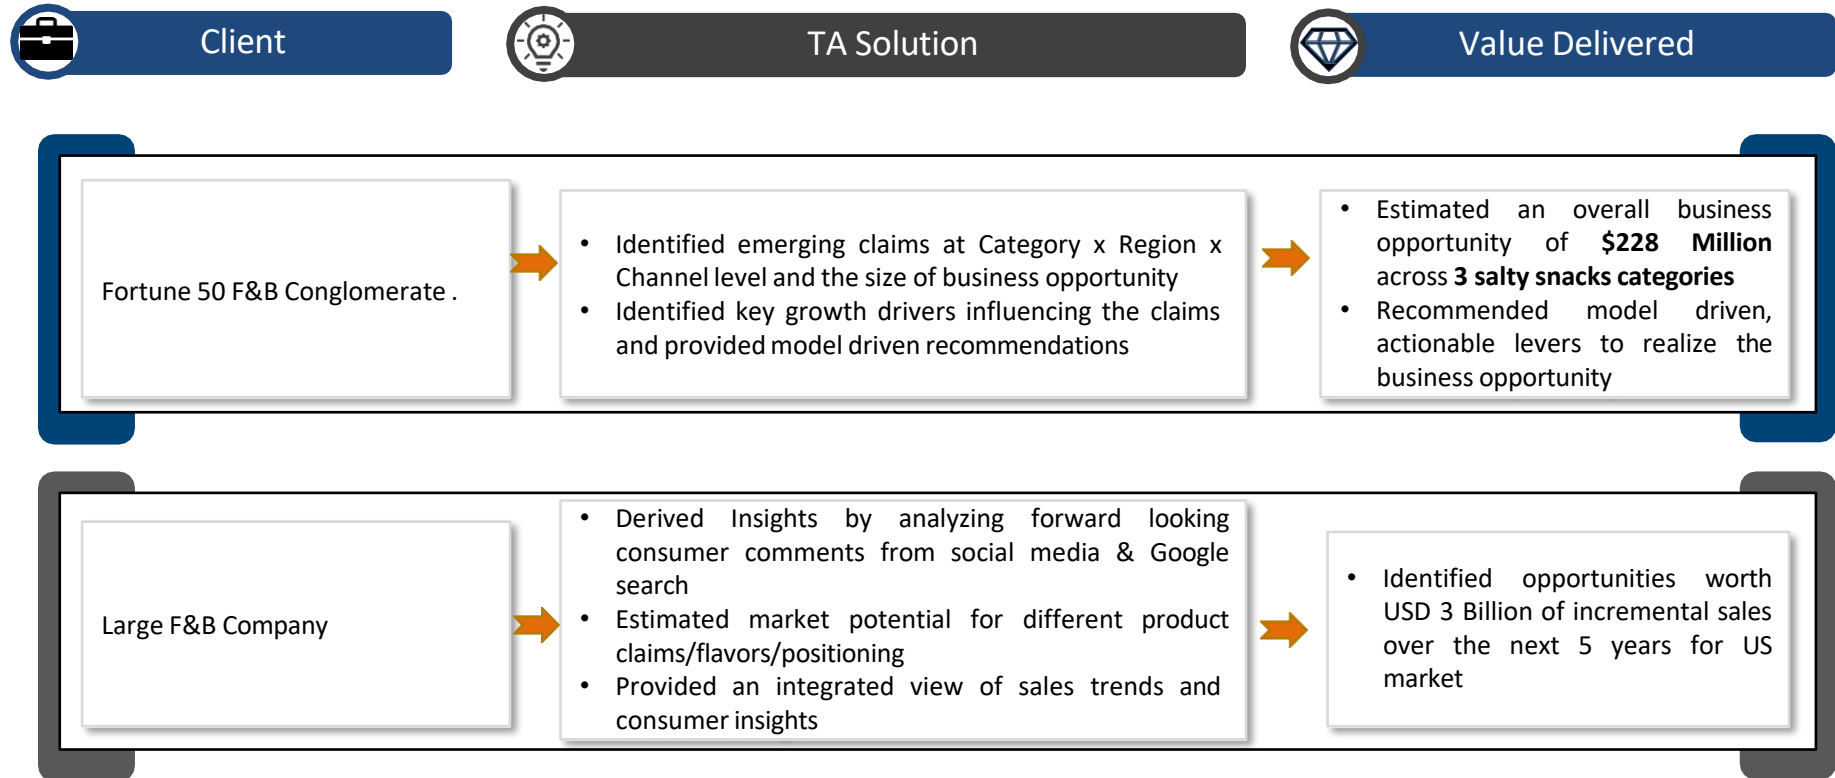 Client
TA Solution
Value Delivered
Fortune 50 F&B Conglomerate .
• Identified emerging claims at Category x Region x
Channel level and the size of business opportunity
• Identified key growth drivers influencing the claims
and provided model driven recommendations
• Estimated an overall business
opportunity of $228 Million
across 3 salty snacks categories
• Recommended model driven,
actionable levers to realize the
business opportunity
Large F&B Company
• Derived Insights by analyzing forward looking
consumer comments from social media & Google
search
• Estimated market potential for different product
claims/flavors/positioning
• Provided an integrated view of sales trends and
consumer insights
• Identified opportunities worth
USD 3 Billion of incremental sales
over the next 5 years for US
market